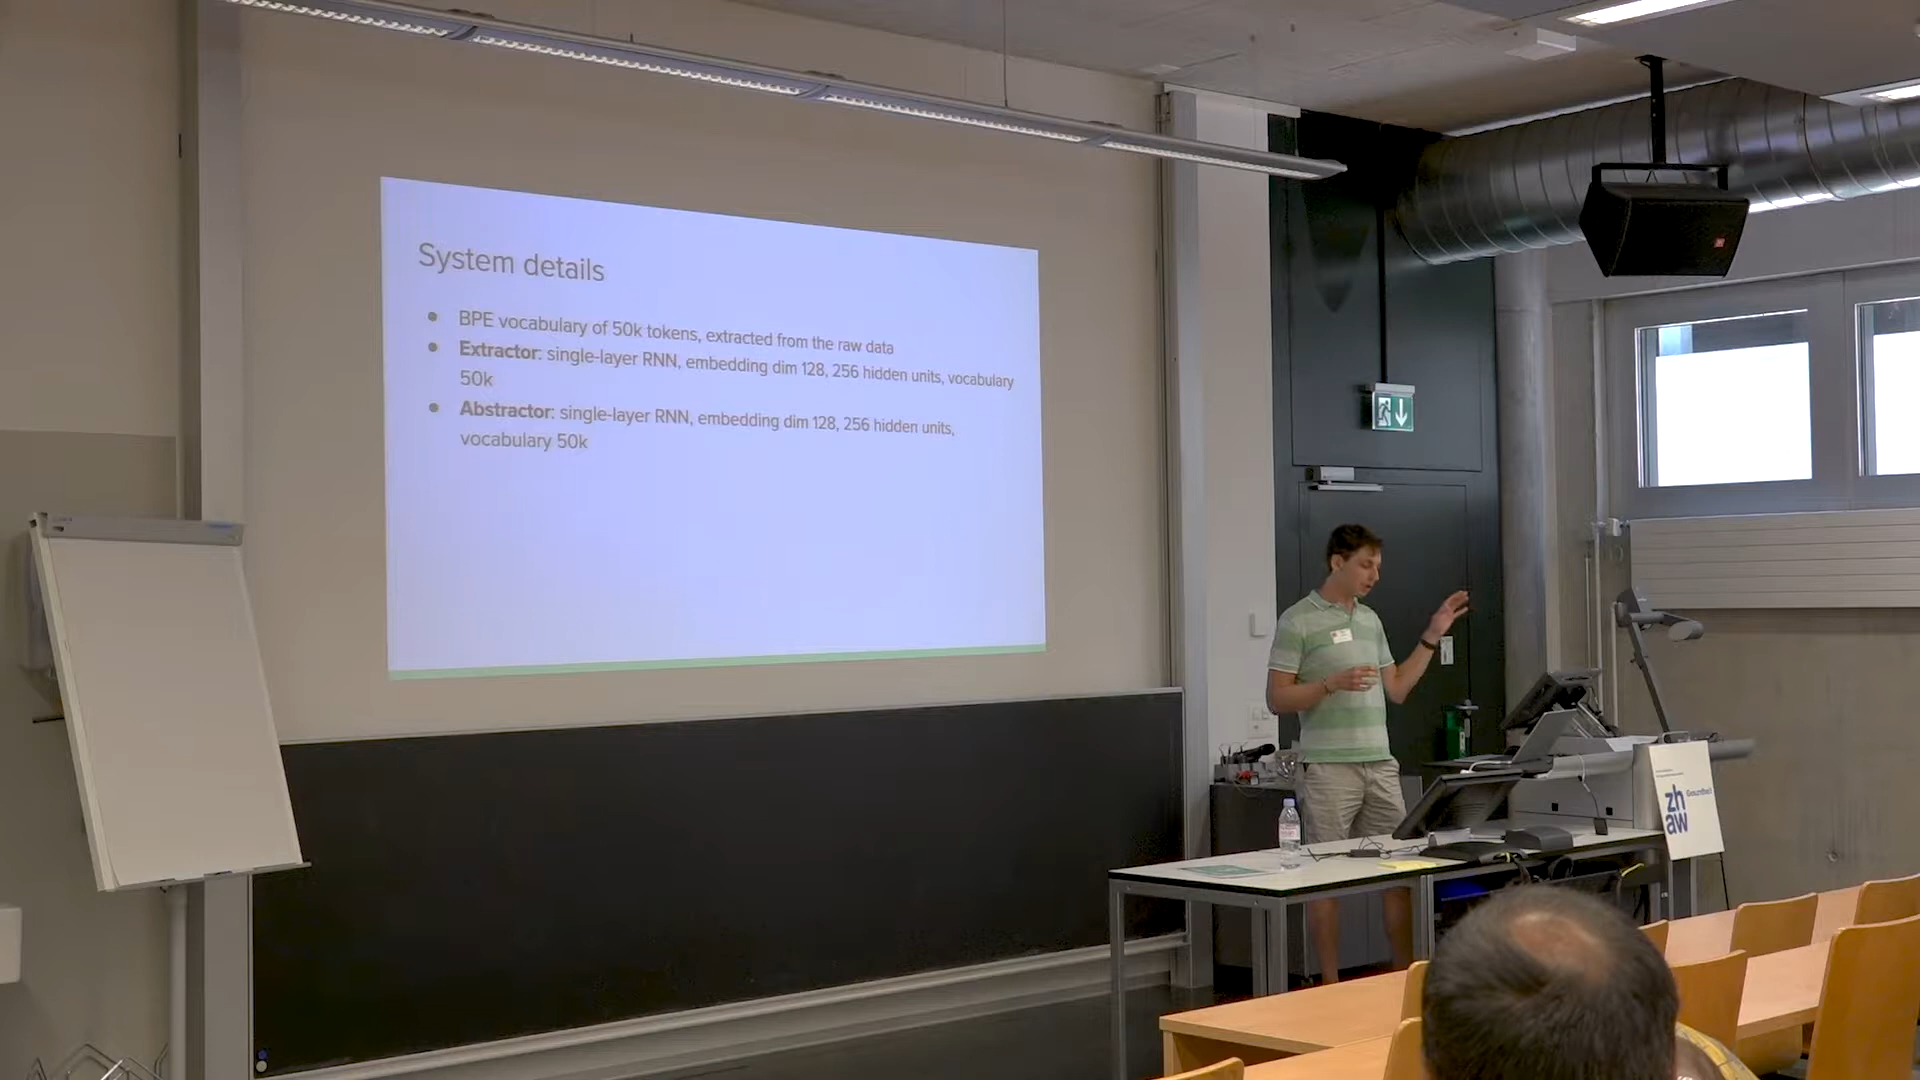 System details
BPE vocabulary of 50k tokens, extracted from the raw data
Extractor: single-layer RNN, embedding dim 128, 256 hidden units, vocabulary
50k
Abstractor: single-layer RNN, embedding dim 128, 256 hidden units,
vocabulary 50k
zh
aw
Gesundheit